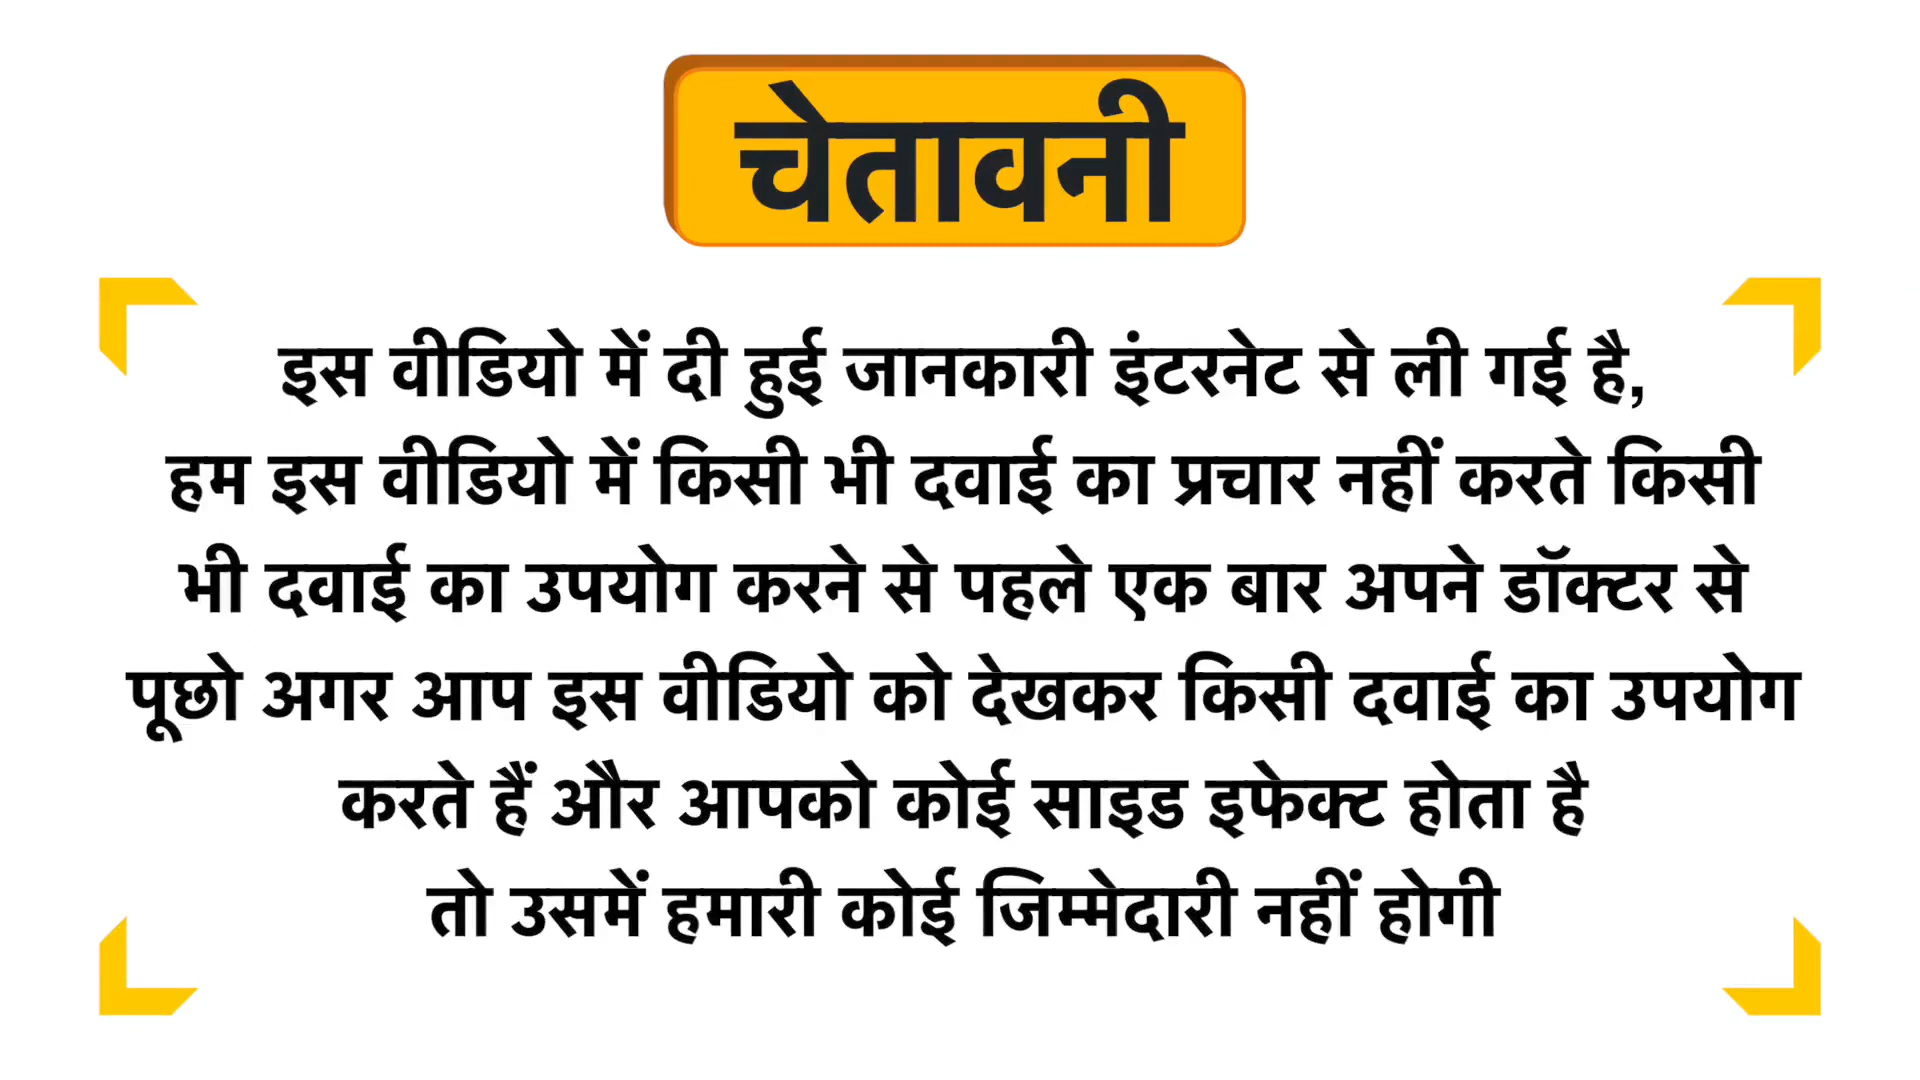 चेतावनी
इस वीडियो में दी हुई जानकारी इंटरनेट से ली गई है,
हम इस वीडियो में किसी भी दवाई का प्रचार नहीं करते किसी
भी दवाई का उपयोग करने से पहले एक बार अपने डॉक्टर से
पूछो अगर आप इस वीडियो को देखकर किसी दवाई का उपयोग
करते हैं और आपको कोई साइड इफेक्ट होता है
तो उसमें हमारी कोई जिम्मेदारी नहीं होगी